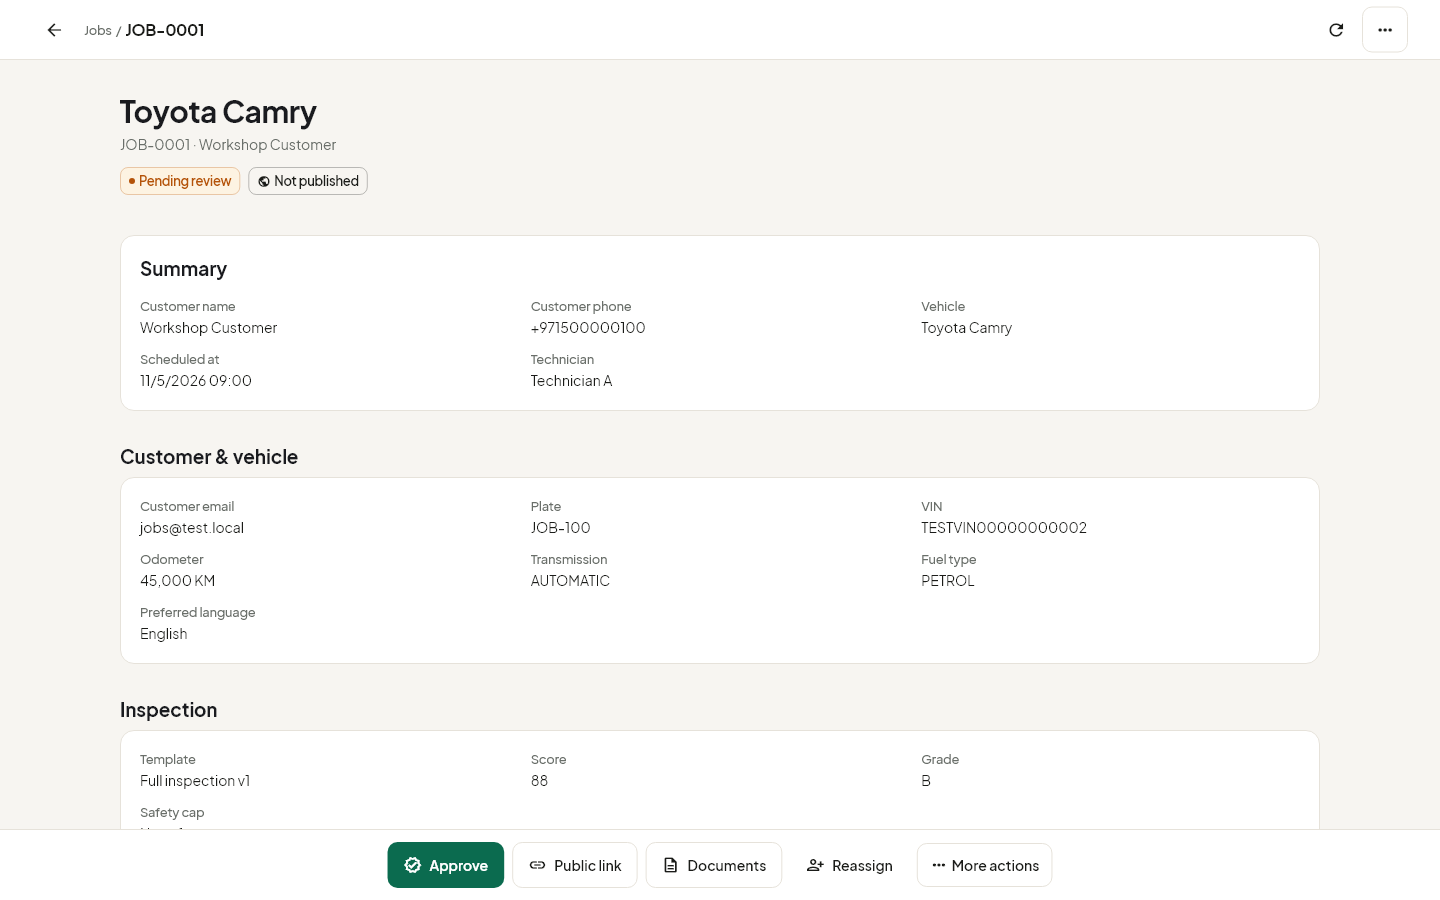 Jobs / JOB-0001
Toyota Camry
JOB-0001 · Workshop Customer
Pending review
Not published
Summary
Customer name
Customer phone
Vehicle
Workshop Customer
+971500000100
Toyota Camry
Scheduled at
Technician
11/5/2026 09:00
Technician A
Customer & vehicle
Customer email
Plate
VIN
jobs@test.local
JOB-100
TESTVIN00000000002
Odometer
Transmission
Fuel type
45,000 KM
AUTOMATIC
PETROL
Preferred language
English
Inspection
Template
Score
Grade
Full inspection v1
88
B
Safety cap
Approve
Public link
Documents
Reassign
More actions